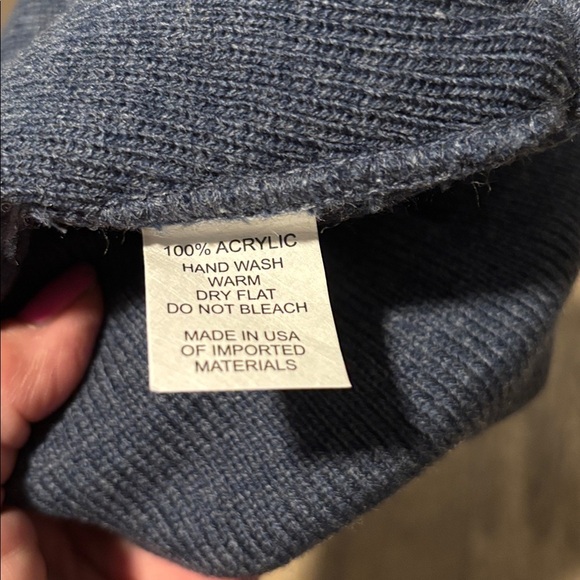 100% ACRYLIC
HAND WASH
WARM
DRY FLAT
DO NOT BLEACH
MADE IN USA
OF IMPORTED
MATERIALS